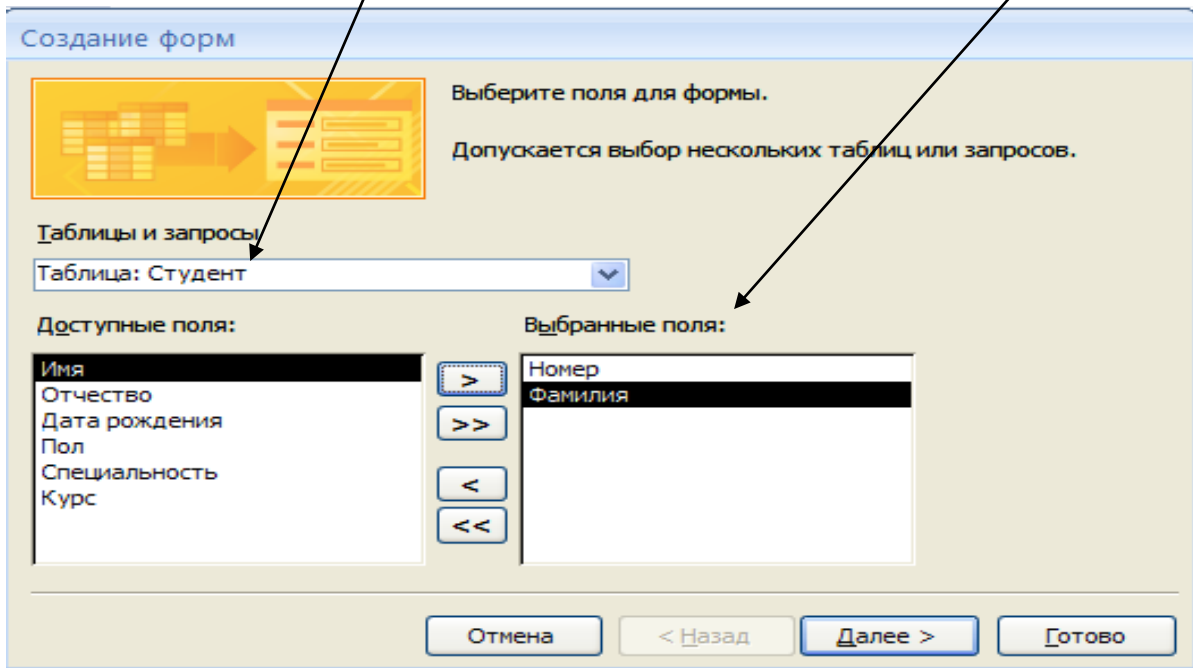 Создание форм
Выберите поля для формы.
Допускается выбор нескольких таблиц или запросов.
Таблицы и запросы
Таблица: Студент
Доступные поля:
Выбранные поля:
Имя
Отчество
Дата рождения
Пол
Специальность
Курс
>
>>
<
<<
Номер
Фамилия
Отмена
< Назад
Далее >
Готово